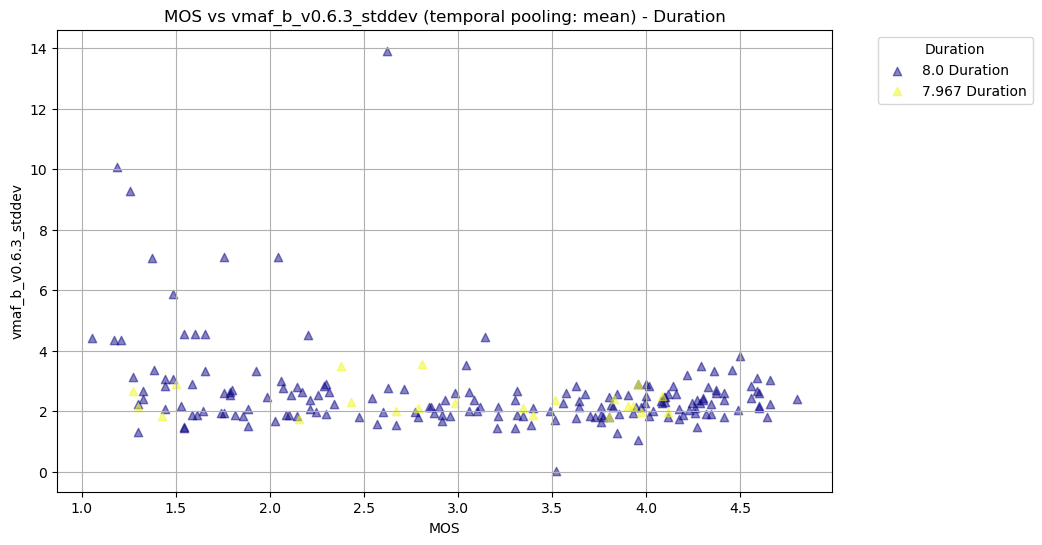 MOS vs vmaf_b_v0.6.3_stddev (temporal pooling: mean) - Duration
vmaf_b_v0.6.3_stddev
14
12
10
8
6
4
2
0
1.0 1.5 2.0 2.5 3.0 3.5 4.0 4.5
MOS
Duration
8.0 Duration
7.967 Duration